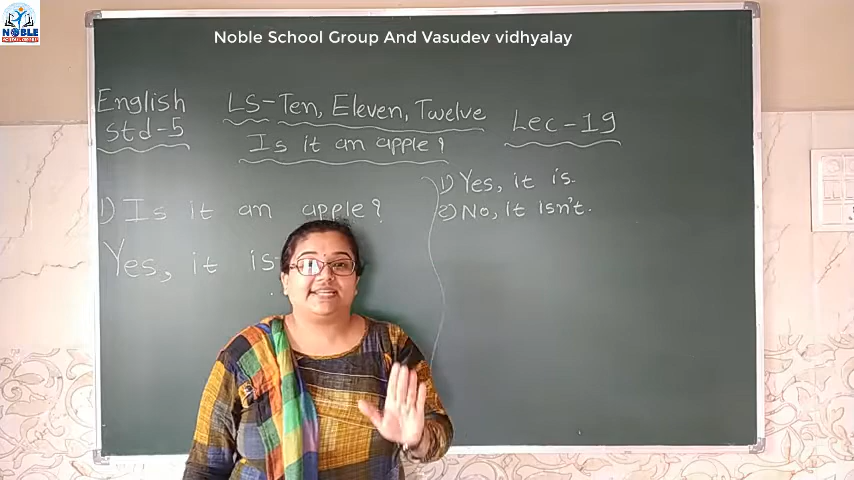 NOBLE
Noble School Group And Vasudev vidhyalay
English
Std-5
LS-Ten, Eleven, Twelve
Is it an apple?
Lec-19
1) Is it an apple?
Yes, it is
1) Yes, it is.
2) No, it isn't.